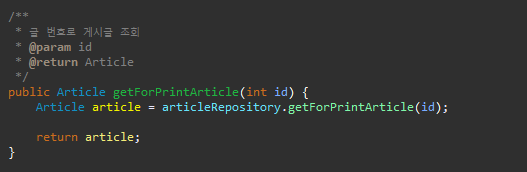 /**
 * 글 번호로 게시글 조회
 * @param id
 * @return Article
 */
public Article getForPrintArticle(int id) {
    Article article = articleRepository.getForPrintArticle(id);

    return article;
}